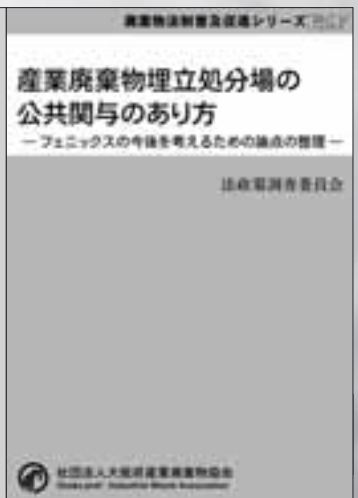 廃棄物法制普及促進シリーズ
産業廃棄物埋立処分場の
公共関与のあり方
－フェニックスの今後を考えるための論点の整理－
法政策調査委員会
社団法人大阪府産業廃棄物協会
Osaka pref. Industrial Waste Association